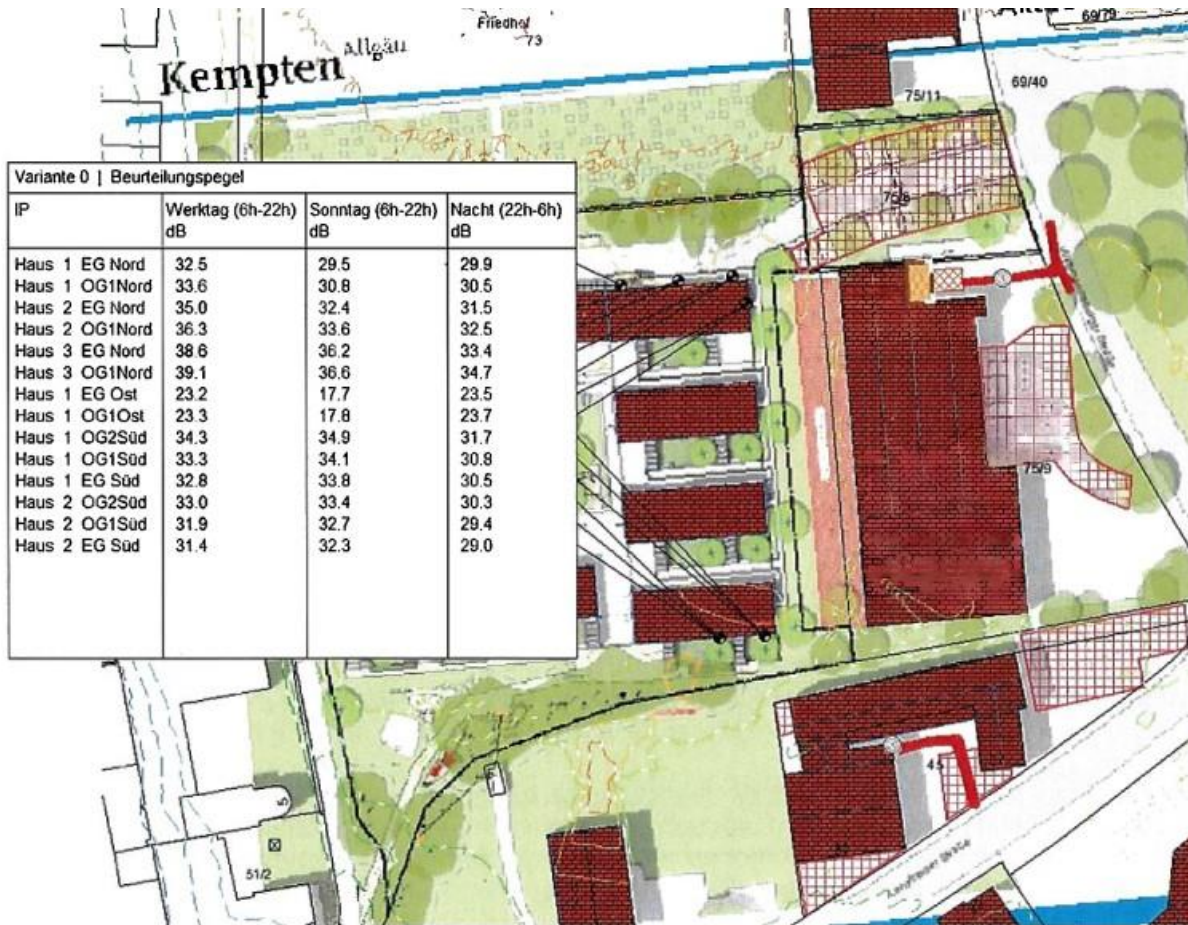 Friedhof
73
69/79
Allgäu
Kempten
75/11
69/40
Variante 0 | Beurteilungspegel
IP Werktag (6h-22h) dB Sonntag (6h-22h) dB Nacht (22h-6h) dB
Haus 1 EG Nord 32.5 29.5 29.9
Haus 1 OG1Nord 33.6 30.8 30.5
Haus 2 EG Nord 35.0 32.4 31.5
Haus 2 OG1Nord 36.3 33.6 32.5
Haus 3 EG Nord 38.6 36.2 33.4
Haus 3 OG1Nord 39.1 36.6 34.7
Haus 1 EG Ost 23.2 17.7 23.5
Haus 1 OG1Ost 23.3 17.8 23.7
Haus 1 OG2Süd 34.3 34.9 31.7
Haus 1 OG1Süd 33.3 34.1 30.8
Haus 1 EG Süd 32.8 33.8 30.5
Haus 2 OG2Süd 33.0 33.4 30.3
Haus 2 OG1Süd 31.9 32.7 29.4
Haus 2 EG Süd 31.4 32.3 29.0
75/9
45
5
51/2